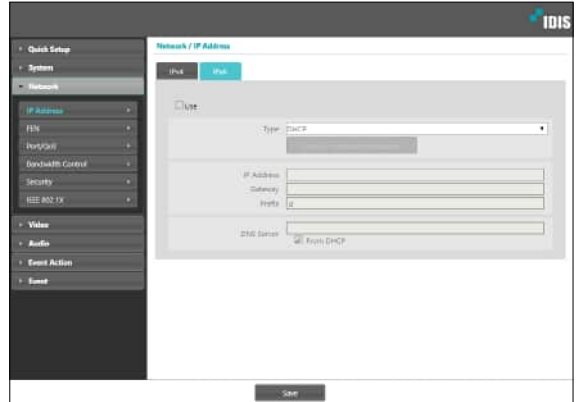 IDIS
Quick Setup
System
Network
IP Address
FEN
Port/QoS
Bandwidth Control
Security
IEEE 802.1X
Video
Audio
Event Action
Event
Network / IP Address
IPv4 IPv6
Use
Type DHCP
IP Address
Gateway
Prefix 0
DNS Server
From DHCP
Save